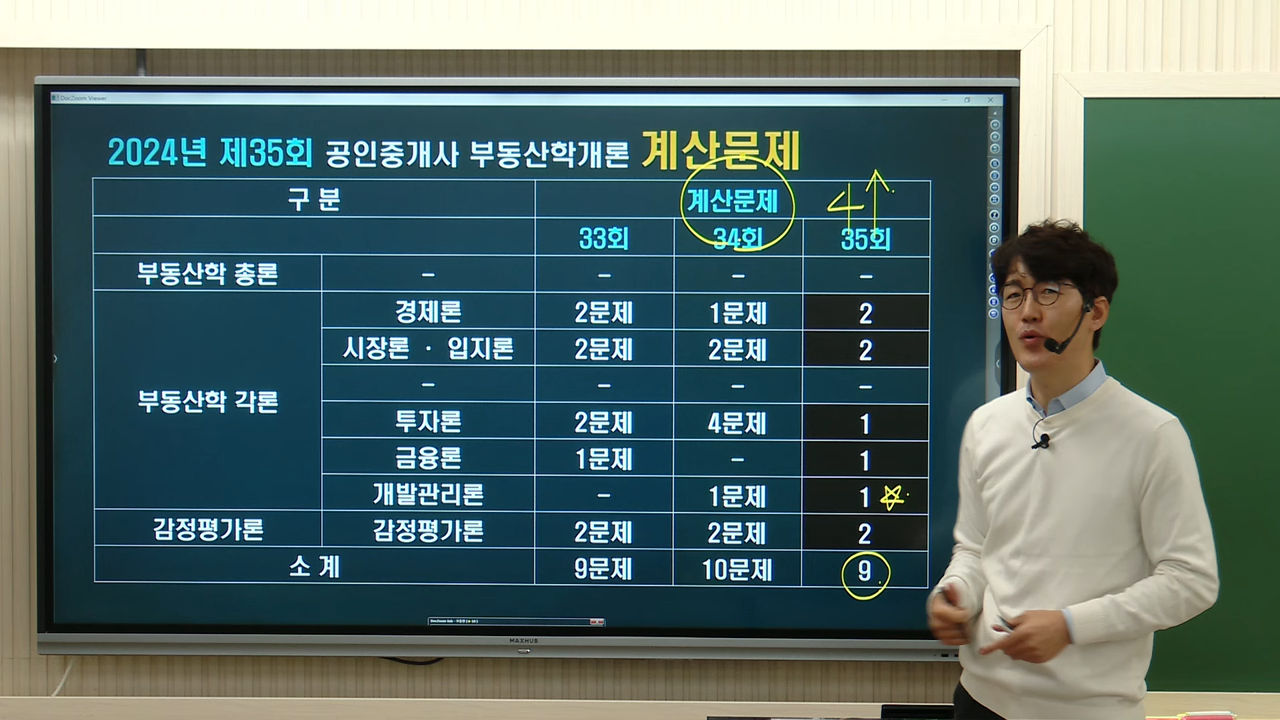 DocZoom Viewer
2024년 제35회 공인중개사 부동산학개론 계산문제
구 분 계산문제 4↑
33회 34회 35회
부동산학 총론 – – – –
부동산학 각론 경제론 2문제 1문제 2
시장론 · 입지론 2문제 2문제 2
– – – –
투자론 2문제 4문제 1
금융론 1문제 – 1
개발관리론 – 1문제 1
감정평가론 감정평가론 2문제 2문제 2
소 계 9문제 10문제 9
MAXHUB